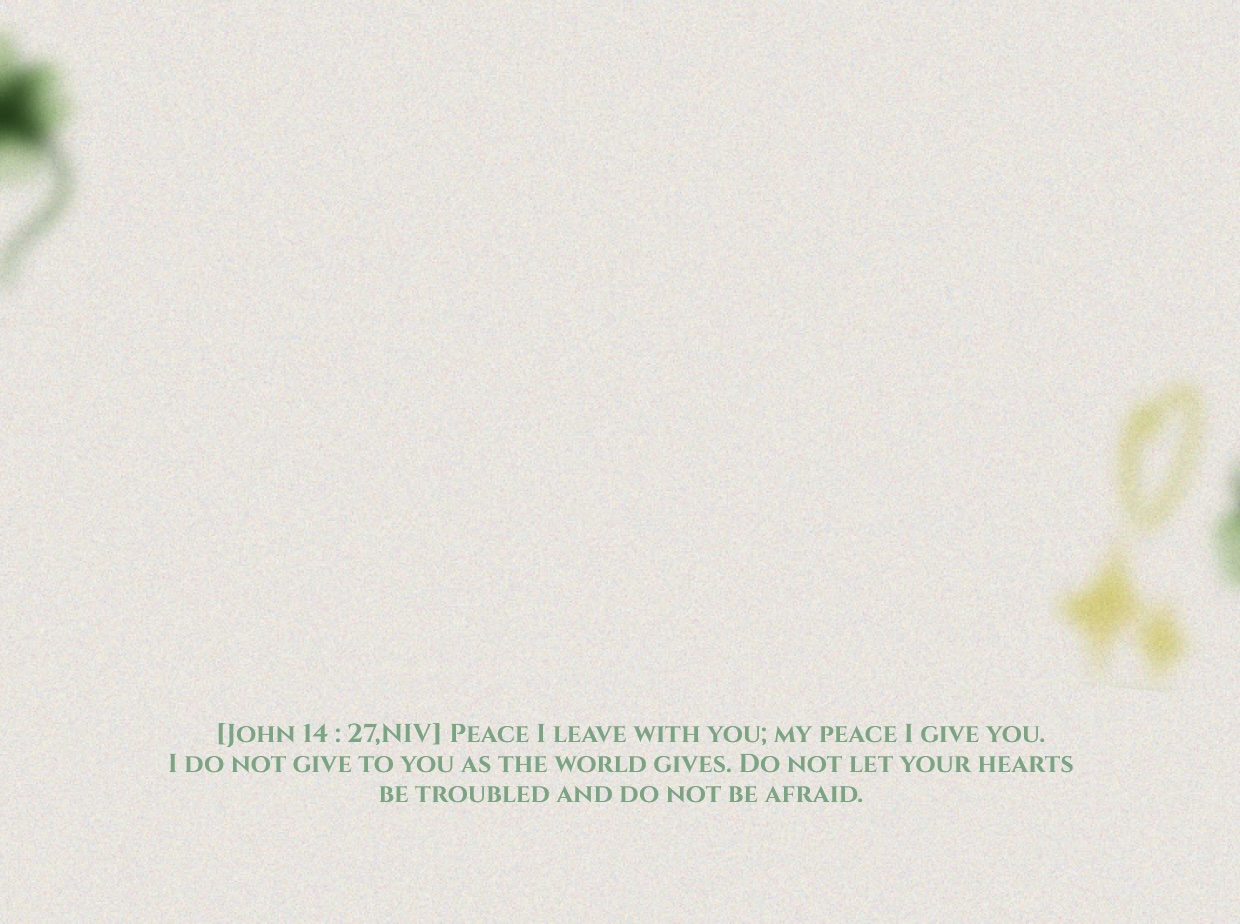 [John 14 : 27,NIV] Peace I leave with you; my peace I give you.
I do not give to you as the world gives. Do not let your hearts
be troubled and do not be afraid.